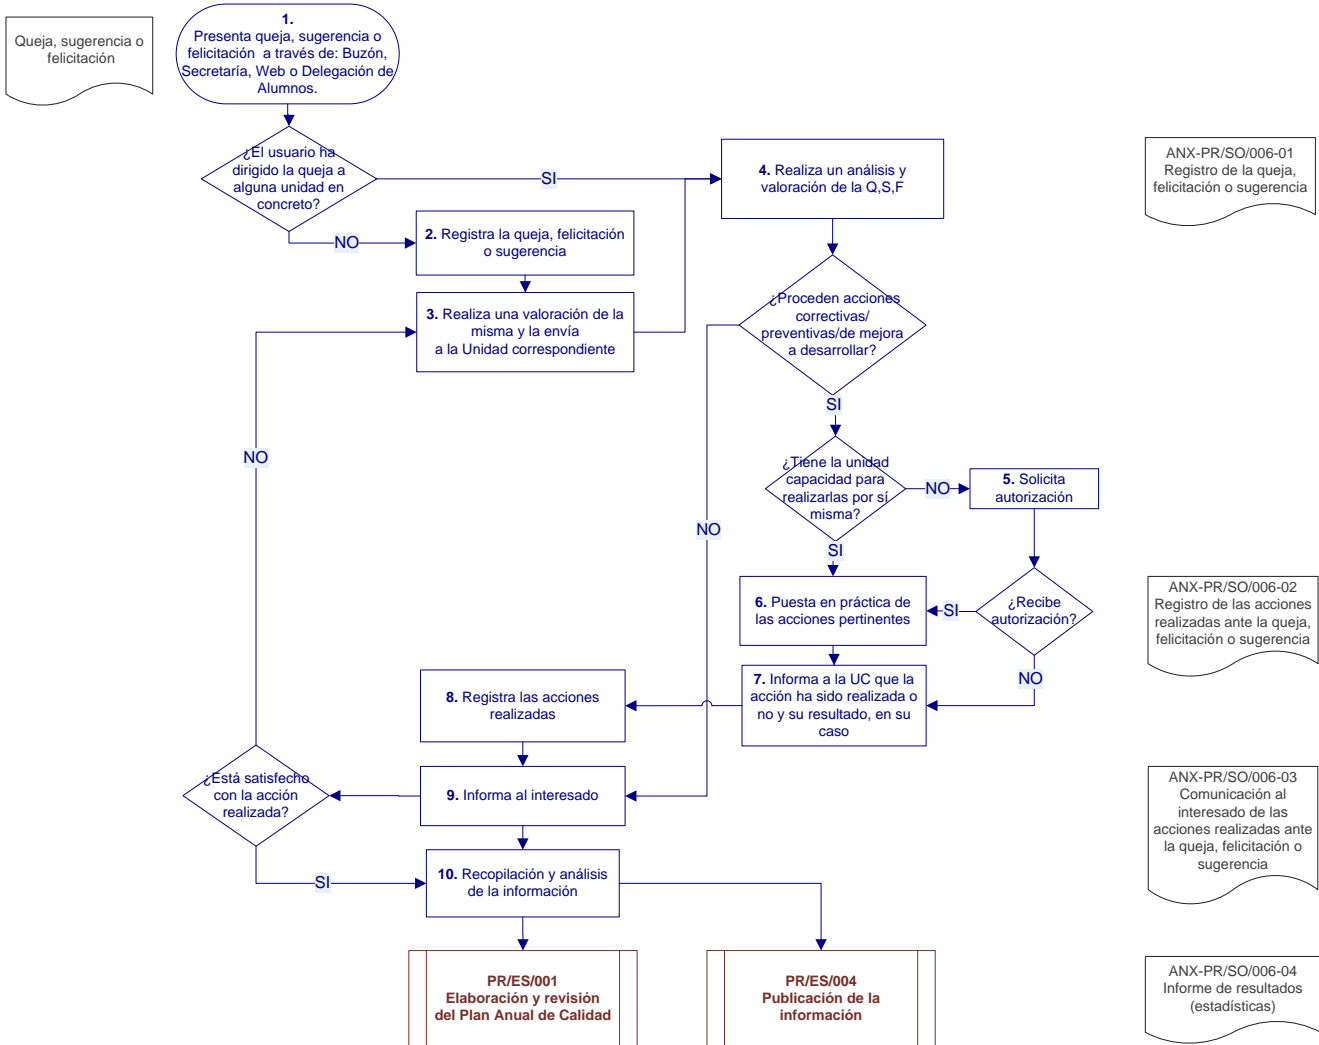 Queja, sugerencia o
felicitación
1.
Presenta queja, sugerencia o
felicitación a través de: Buzón,
Secretaría, Web o Delegación de
Alumnos.
¿El usuario ha
dirigido la queja a
alguna unidad en
concreto?
SI
NO
2. Registra la queja, felicitación
o sugerencia
3. Realiza una valoración de la
misma y la envía
a la Unidad correspondiente
4. Realiza un análisis y
valoración de la Q,S,F
ANX-PR/SO/006-01
Registro de la queja,
felicitación o sugerencia
¿Proceden acciones
correctivas/
preventivas/de mejora
a desarrollar?
SI
NO
NO
¿Tiene la unidad
capacidad para
realizarlas por sí
misma?
NO
SI
5. Solicita
autorización
¿Recibe
autorización?
SI
NO
6. Puesta en práctica de
las acciones pertinentes
ANX-PR/SO/006-02
Registro de las acciones
realizadas ante la queja,
felicitación o sugerencia
7. Informa a la UC que la
acción ha sido realizada o
no y su resultado, en su
caso
8. Registra las acciones
realizadas
9. Informa al interesado
¿Está satisfecho
con la acción
realizada?
SI
10. Recopilación y análisis
de la información
ANX-PR/SO/006-03
Comunicación al
interesado de las
acciones realizadas ante
la queja, felicitación o
sugerencia
PR/ES/001
Elaboración y revisión
del Plan Anual de Calidad
PR/ES/004
Publicación de la
información
ANX-PR/SO/006-04
Informe de resultados
(estadísticas)